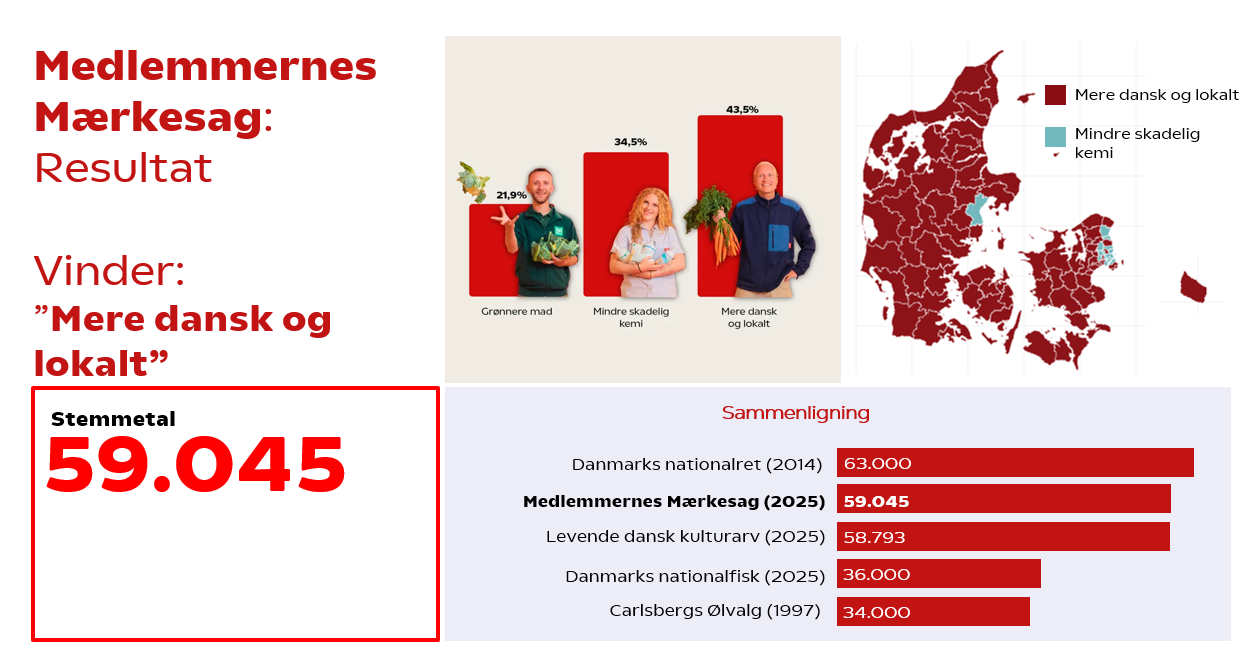 Medlemmernes
Mærkesag:
Resultat
Vinder:
”Mere dansk og
lokalt”
Stemmetal
59.045
21,9%
34,5%
43,5%
Grønnere mad
Mindre skadelig
kemi
Mere dansk
og lokalt
Mere dansk og lokalt
Mindre skadelig
kemi
Sammenligning
Danmarks nationalret (2014) 63.000
Medlemmernes Mærkesag (2025) 59.045
Levende dansk kulturarv (2025) 58.793
Danmarks nationalfisk (2025) 36.000
Carlsbergs Ølvalg (1997) 34.000